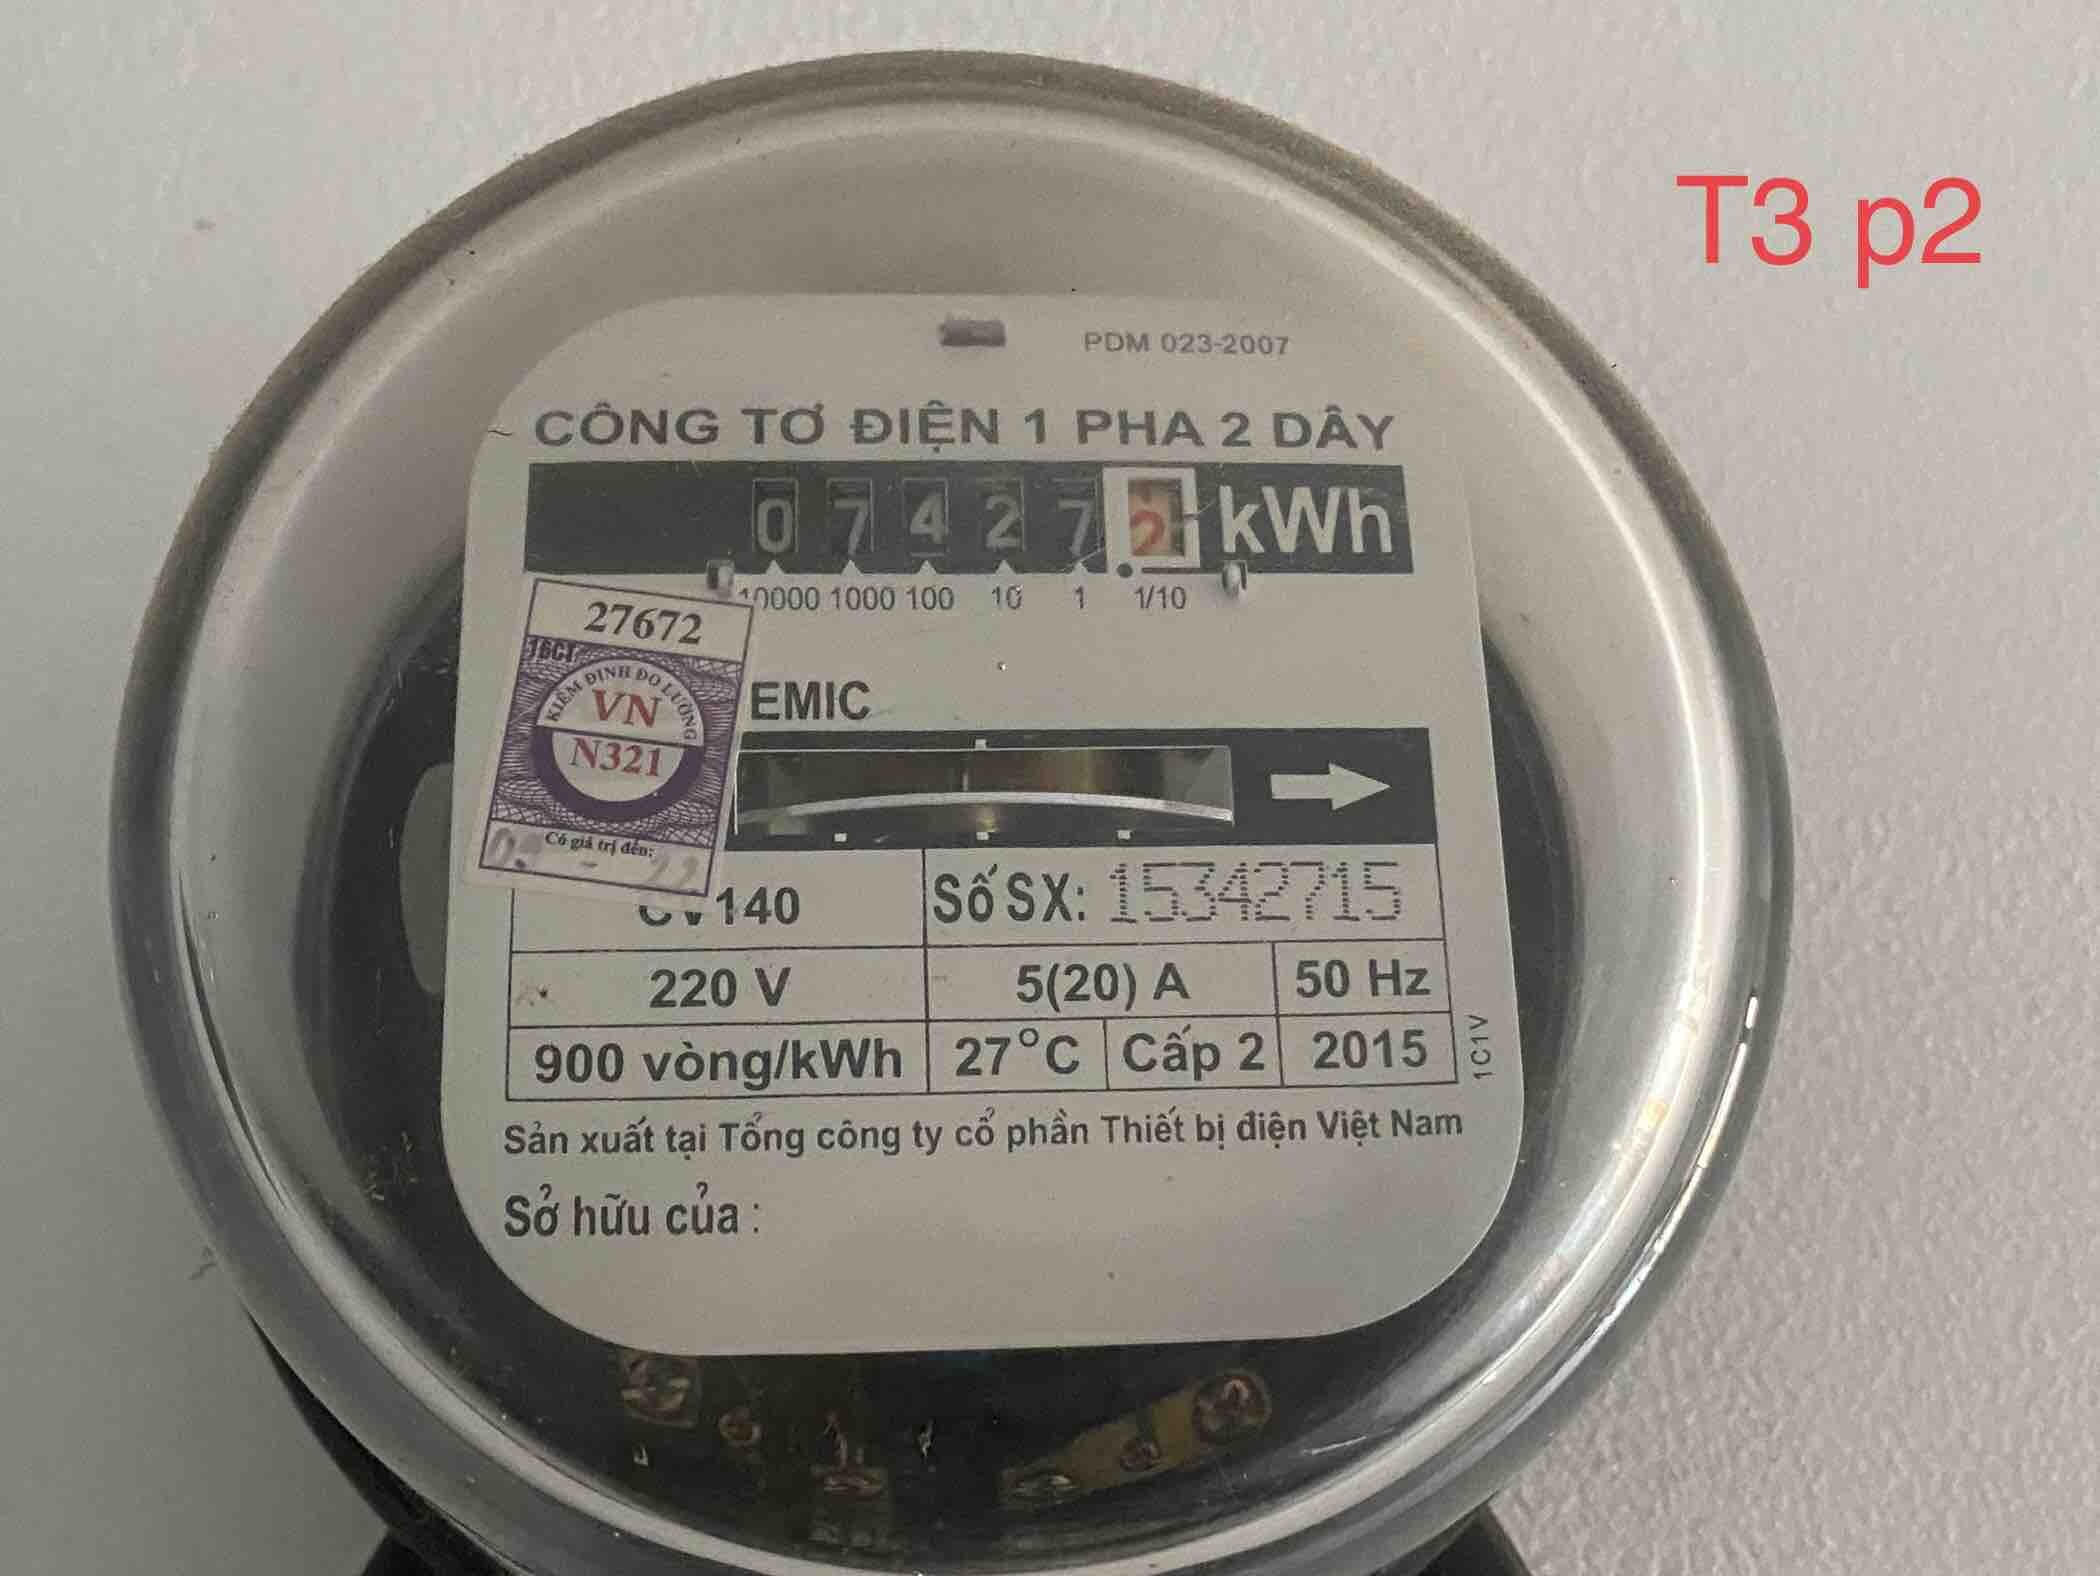 T3 p2
PDM 023-2007
CÔNG TƠ ĐIỆN 1 PHA 2 DÂY
0 7 4 2 7 2 kWh
10000 1000 100 10 1 1/10
27672
16CT
KIỂM ĐỊNH ĐO LƯỜNG
VN
N321
Có giá trị đến:
EMIC
CV140
Số SX: 15342715
220 V 5(20) A 50 Hz
900 vòng/kWh 27°C Cấp 2 2015
1C1V
Sản xuất tại Tổng công ty cổ phần Thiết bị điện Việt Nam
Sở hữu của :